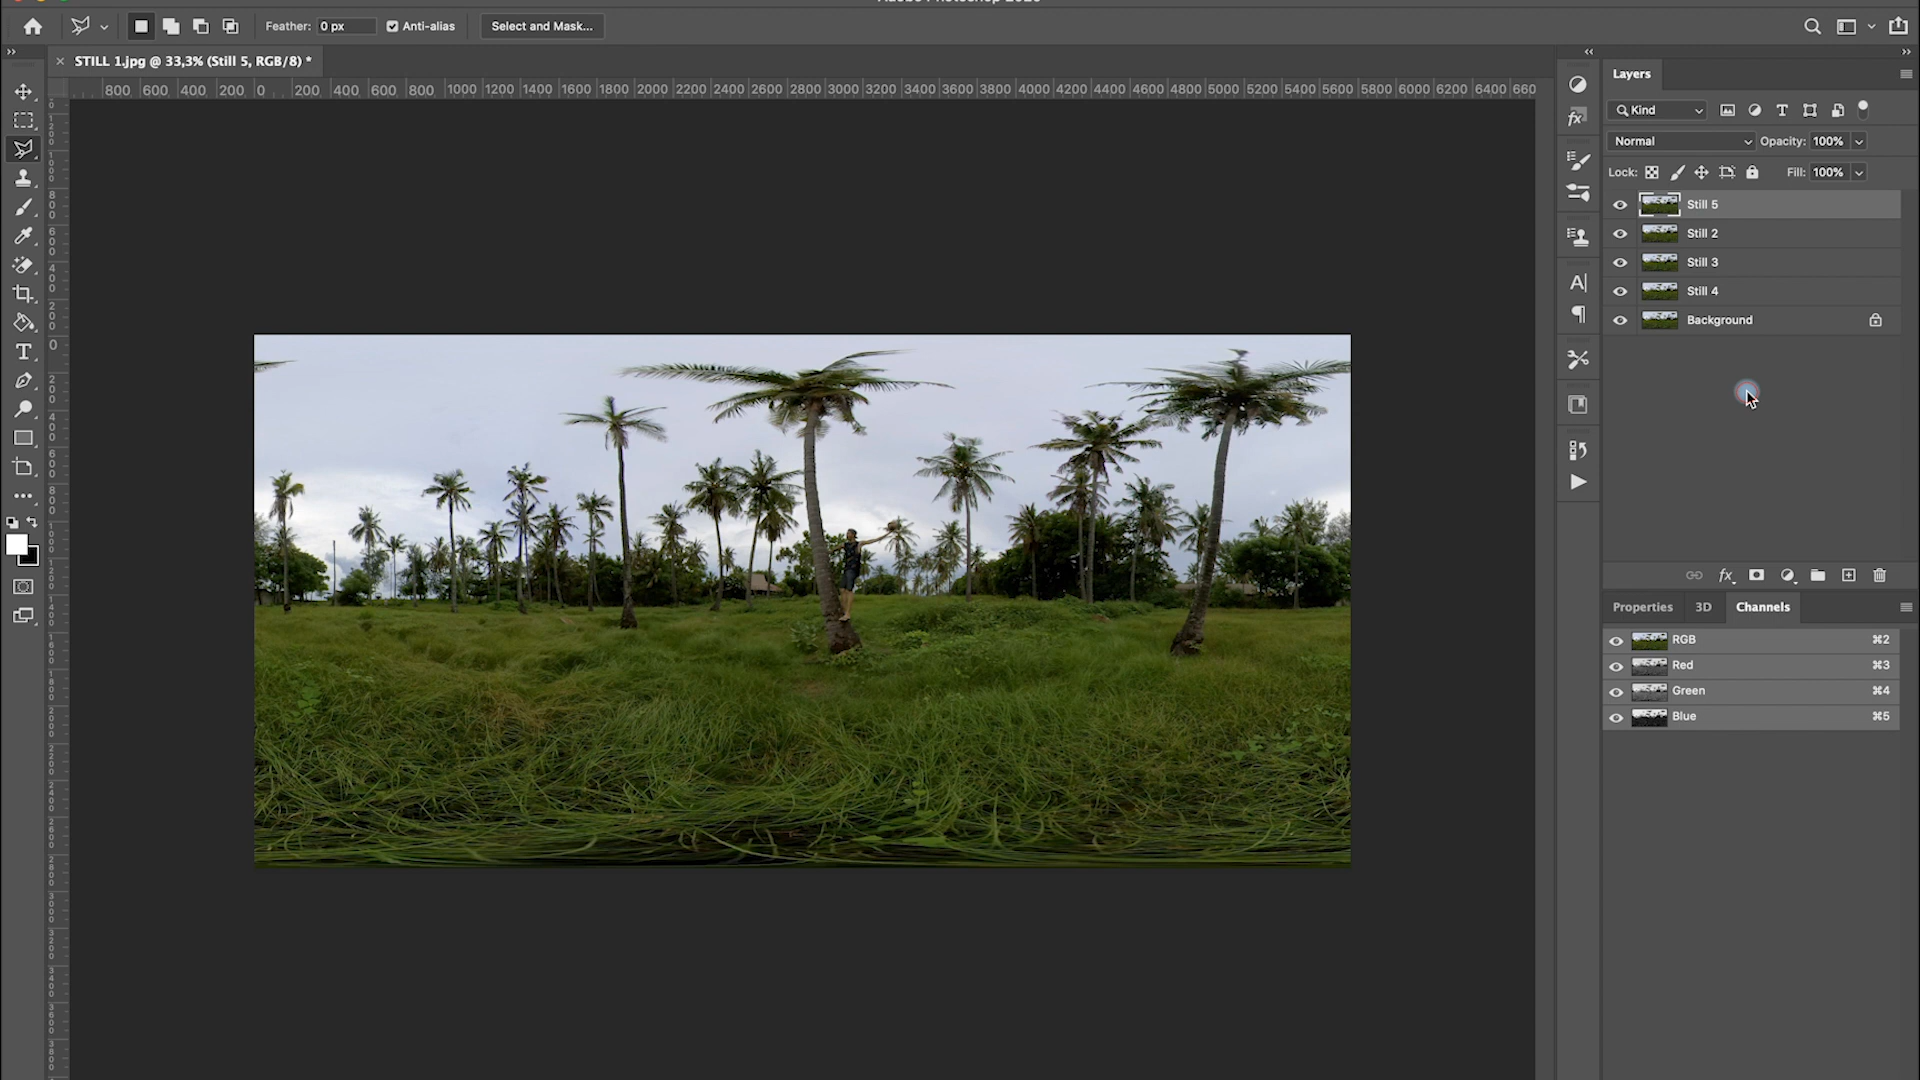 Feather: 0 px
Anti-alias
Select and Mask...
STILL 1.jpg @ 33,3% (Still 5, RGB/8) *
800 600 400 200 0 200 400 600 800 1000 1200 1400 1600 1800 2000 2200 2400 2600 2800 3000 3200 3400 3600 3800 4000 4200 4400 4600 4800 5000 5200 5400 5600 5800 6000 6200 6400 660
Layers
Kind
Normal
Opacity: 100%
Lock:
Fill: 100%
Still 5
Still 2
Still 3
Still 4
Background
Properties
3D
Channels
RGB ⌘2
Red ⌘3
Green ⌘4
Blue ⌘5